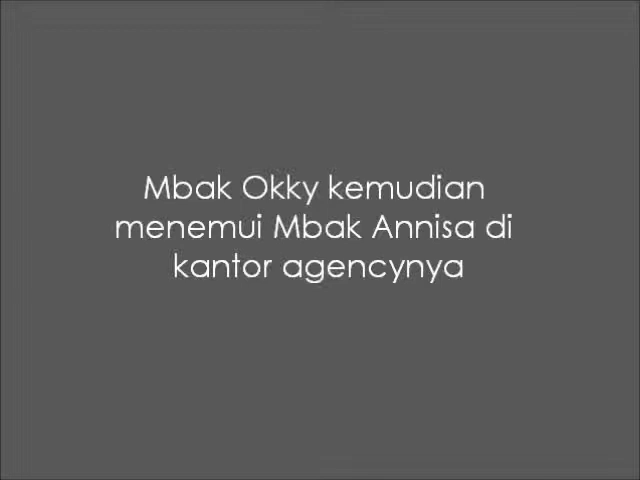 Mbak Okky kemudian
menemui Mbak Annisa di
kantor agencynya